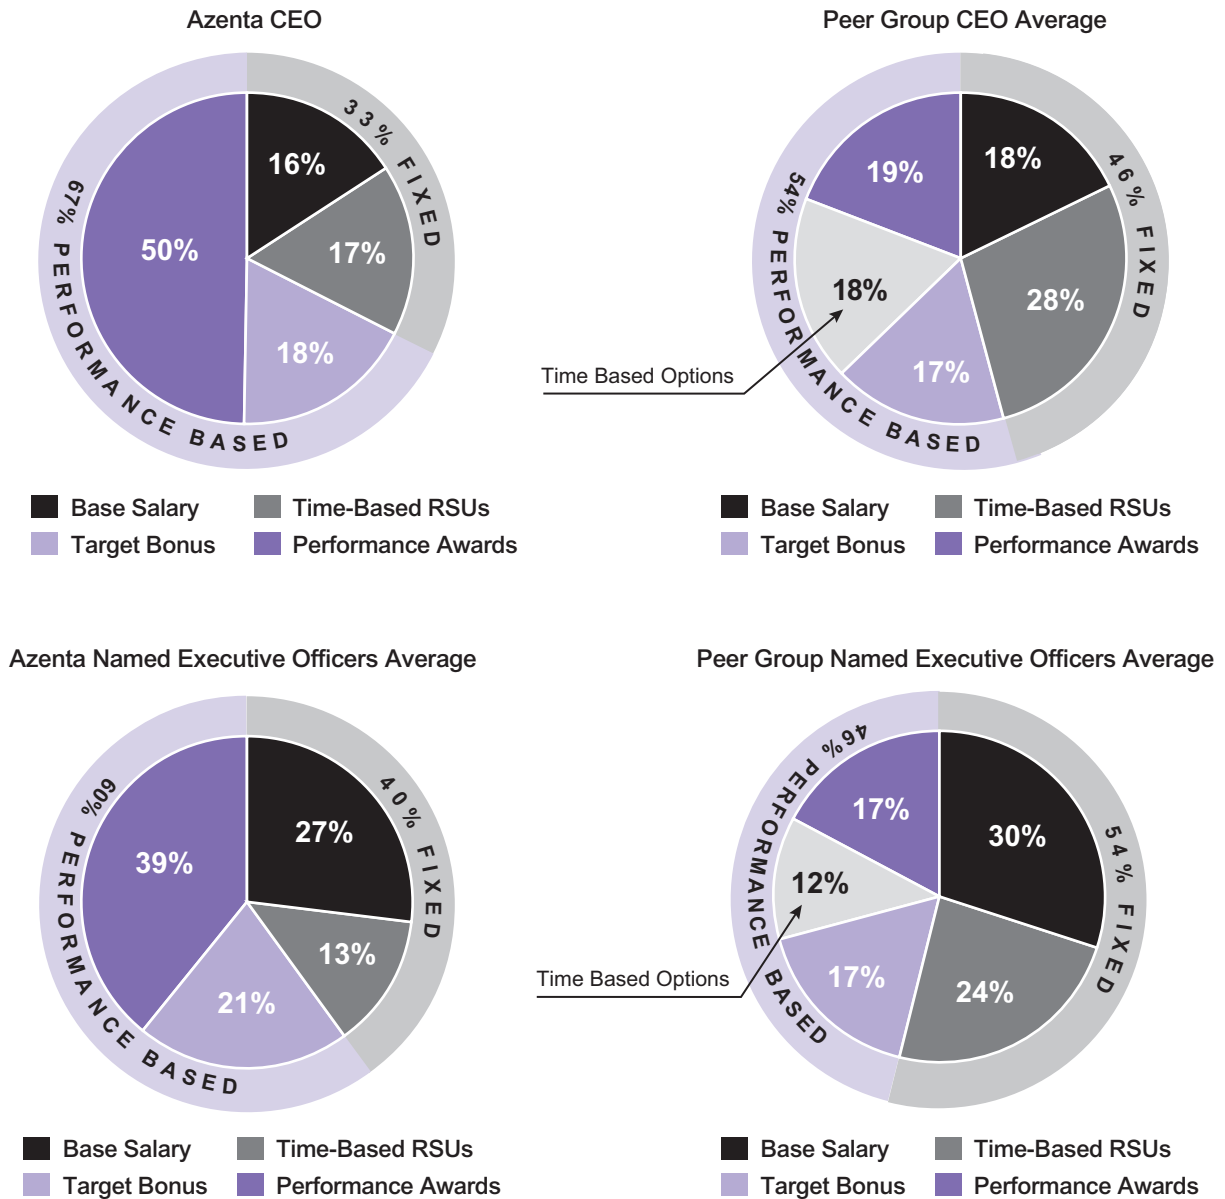 Azenta CEO
33% FIXED
16%
17%
18%
50%
67% PERFORMANCE BASED
Base Salary
Time-Based RSUs
Target Bonus
Performance Awards
Peer Group CEO Average
46% FIXED
18%
28%
17%
18%
19%
54% PERFORMANCE BASED
Time Based Options
Base Salary
Time-Based RSUs
Target Bonus
Performance Awards
Azenta Named Executive Officers Average
40% FIXED
27%
13%
21%
39%
60% PERFORMANCE BASED
Base Salary
Time-Based RSUs
Target Bonus
Performance Awards
Peer Group Named Executive Officers Average
54% FIXED
30%
24%
17%
12%
17%
46% PERFORMANCE BASED
Time Based Options
Base Salary
Time-Based RSUs
Target Bonus
Performance Awards